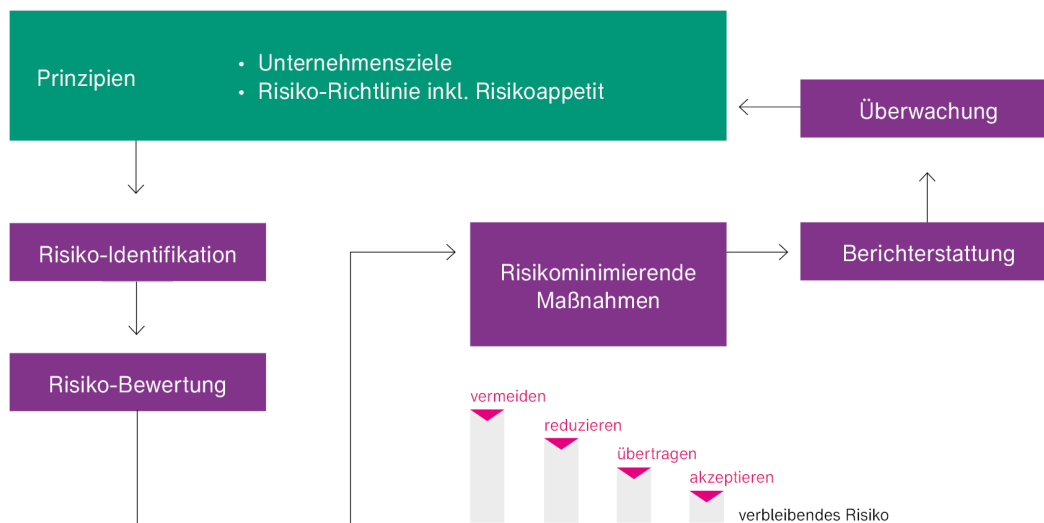 Prinzipien
• Unternehmensziele
• Risiko-Richtlinie inkl. Risikoappetit
Überwachung
Risiko-Identifikation
Risikominimierende
Maßnahmen
Berichterstattung
Risiko-Bewertung
vermeiden
reduzieren
übertragen
akzeptieren
verbleibendes Risiko